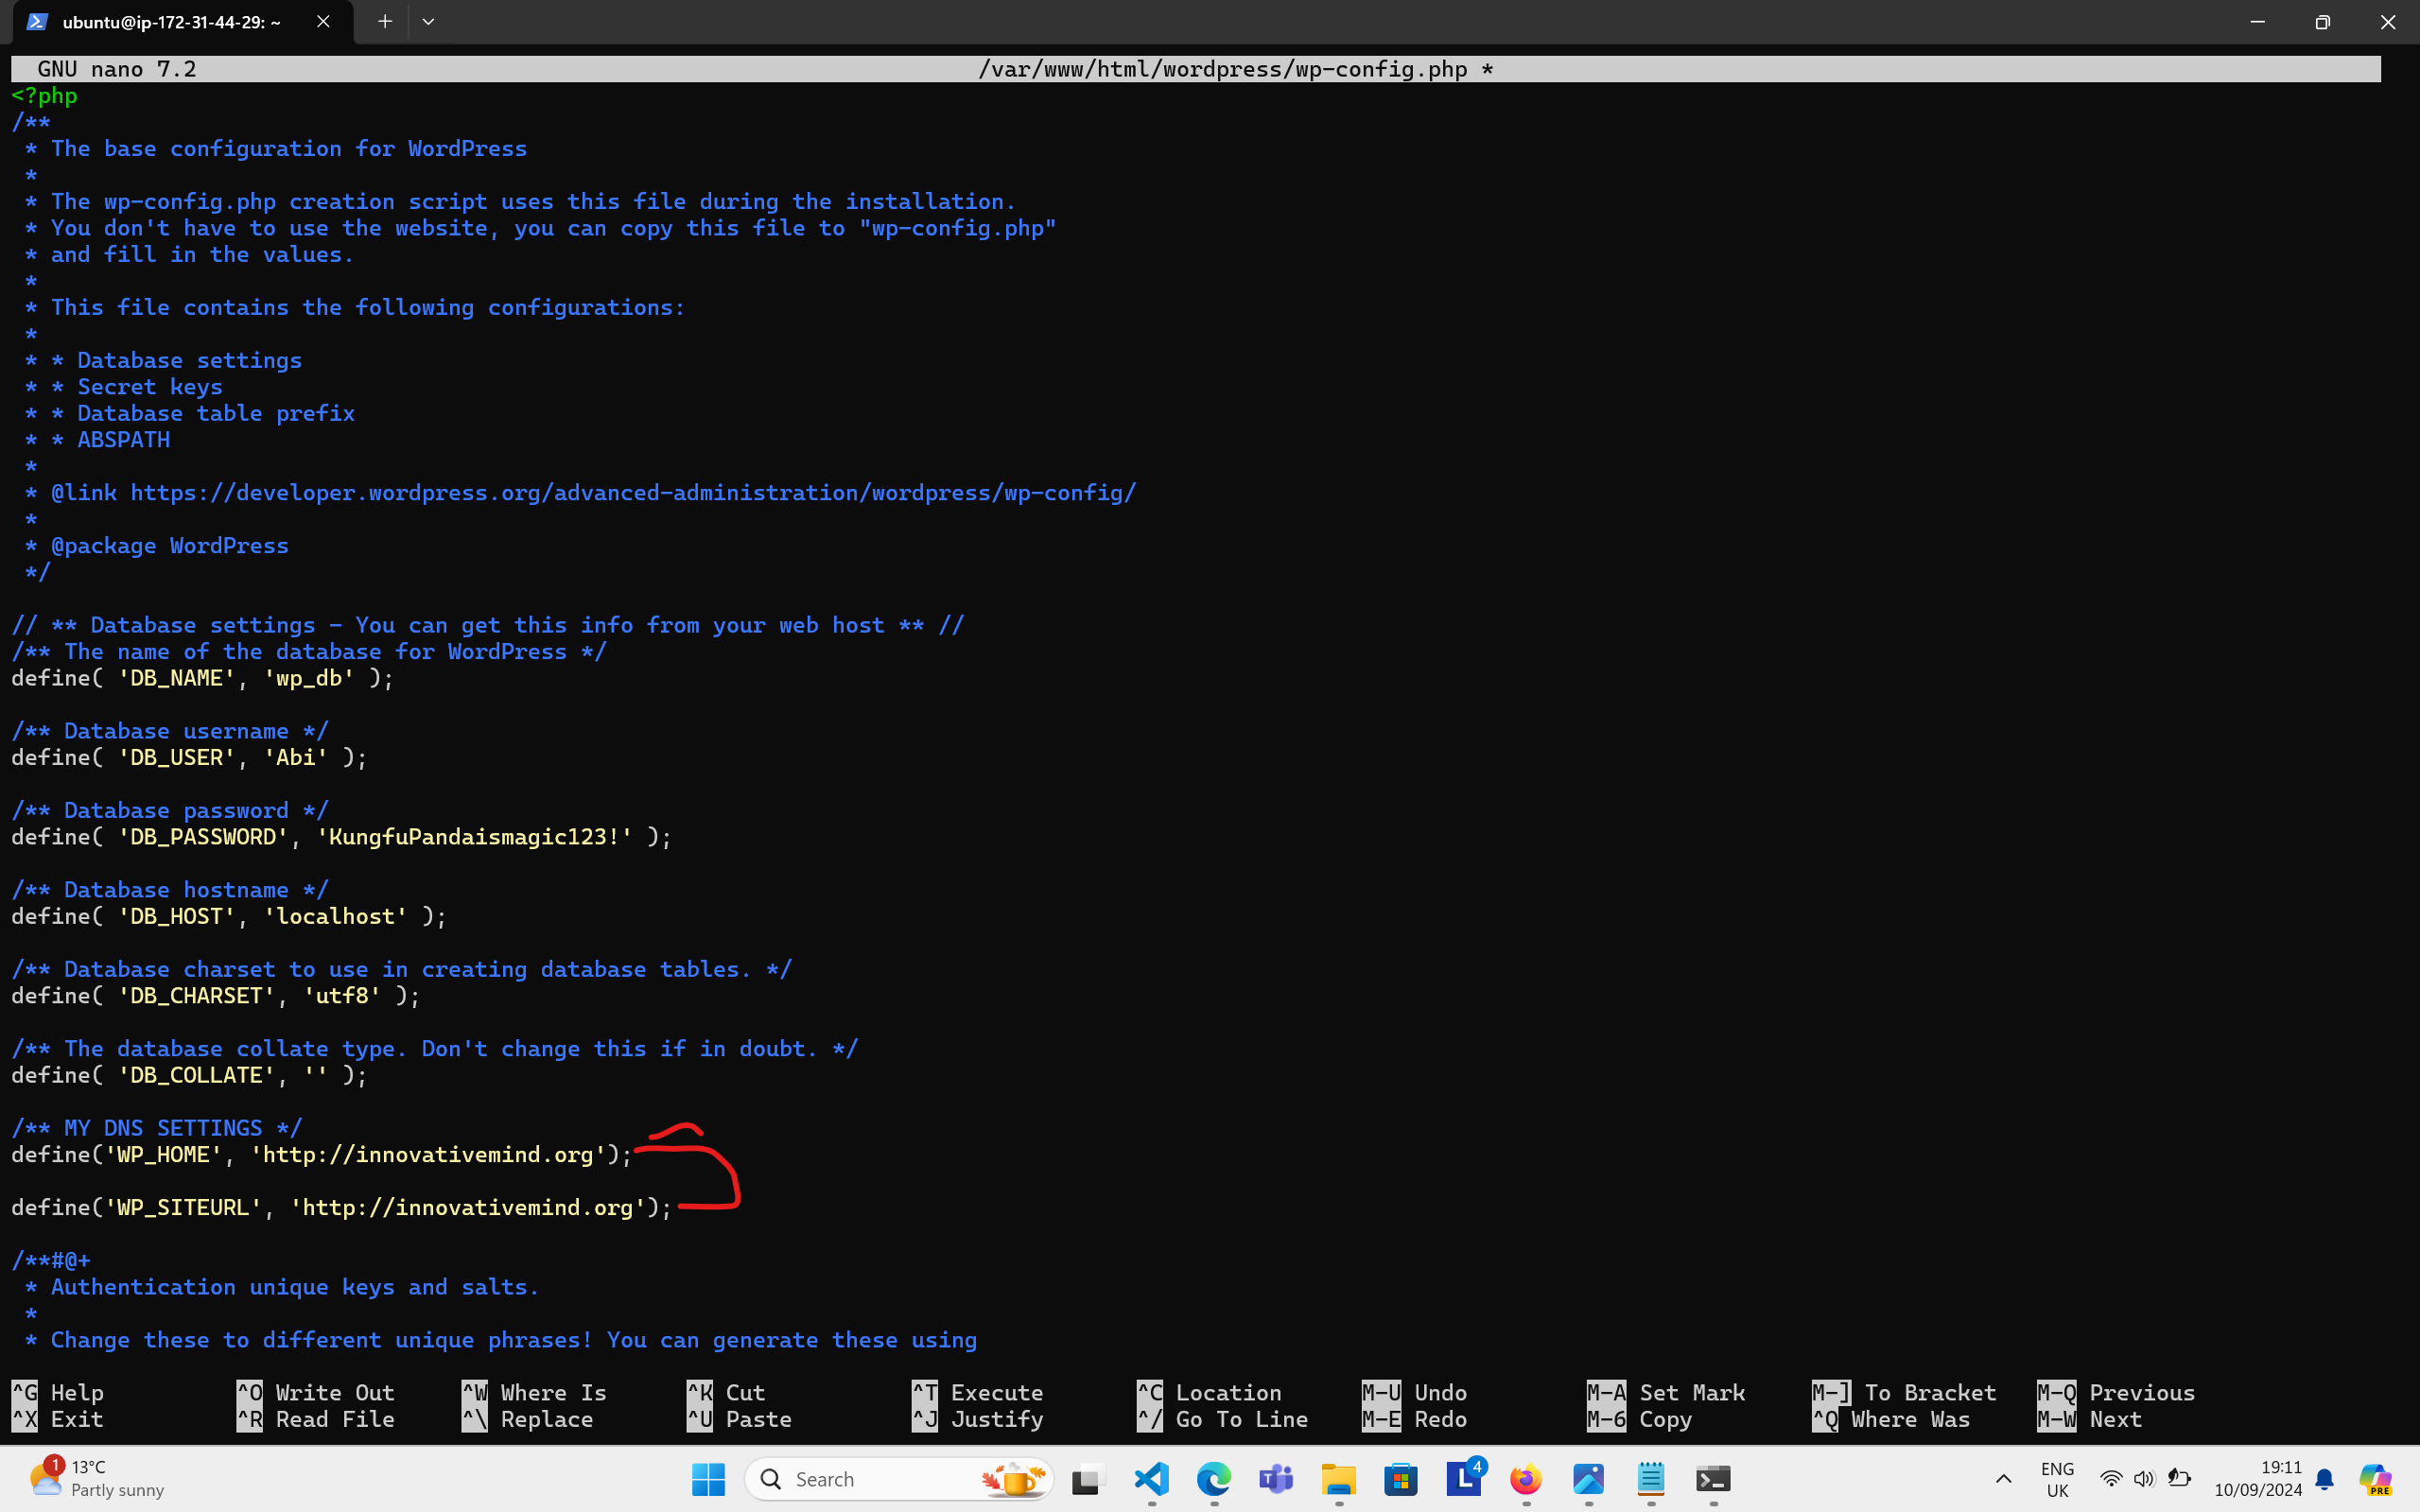 ubuntu@ip-172-31-44-29: ~
GNU nano 7.2 /var/www/html/wordpress/wp-config.php *
<?php
/**
 * The base configuration for WordPress
 *
 * The wp-config.php creation script uses this file during the installation.
 * You don't have to use the website, you can copy this file to "wp-config.php"
 * and fill in the values.
 *
 * This file contains the following configurations:
 *
 * * Database settings
 * * Secret keys
 * * Database table prefix
 * * ABSPATH
 *
 * @link https://developer.wordpress.org/advanced-administration/wordpress/wp-config/
 *
 * @package WordPress
 */
// ** Database settings - You can get this info from your web host ** //
/** The name of the database for WordPress */
define( 'DB_NAME', 'wp_db' );
/** Database username */
define( 'DB_USER', 'Abi' );
/** Database password */
define( 'DB_PASSWORD', 'KungfuPandaismagic123!' );
/** Database hostname */
define( 'DB_HOST', 'localhost' );
/** Database charset to use in creating database tables. */
define( 'DB_CHARSET', 'utf8' );
/** The database collate type. Don't change this if in doubt. */
define( 'DB_COLLATE', '' );
/** MY DNS SETTINGS */
define('WP_HOME', 'http://innovativemind.org');
define('WP_SITEURL', 'http://innovativemind.org');
/**#@+
 * Authentication unique keys and salts.
 *
 * Change these to different unique phrases! You can generate these using
^G Help ^O Write Out ^W Where Is ^K Cut ^T Execute ^C Location M-U Undo M-A Set Mark M-] To Bracket M-Q Previous
^X Exit ^R Read File ^\ Replace ^U Paste ^J Justify ^/ Go To Line M-E Redo M-6 Copy ^Q Where Was M-W Next
1 13°C
Partly sunny
Search
L 4
PRE
ENG
UK
19:11
10/09/2024